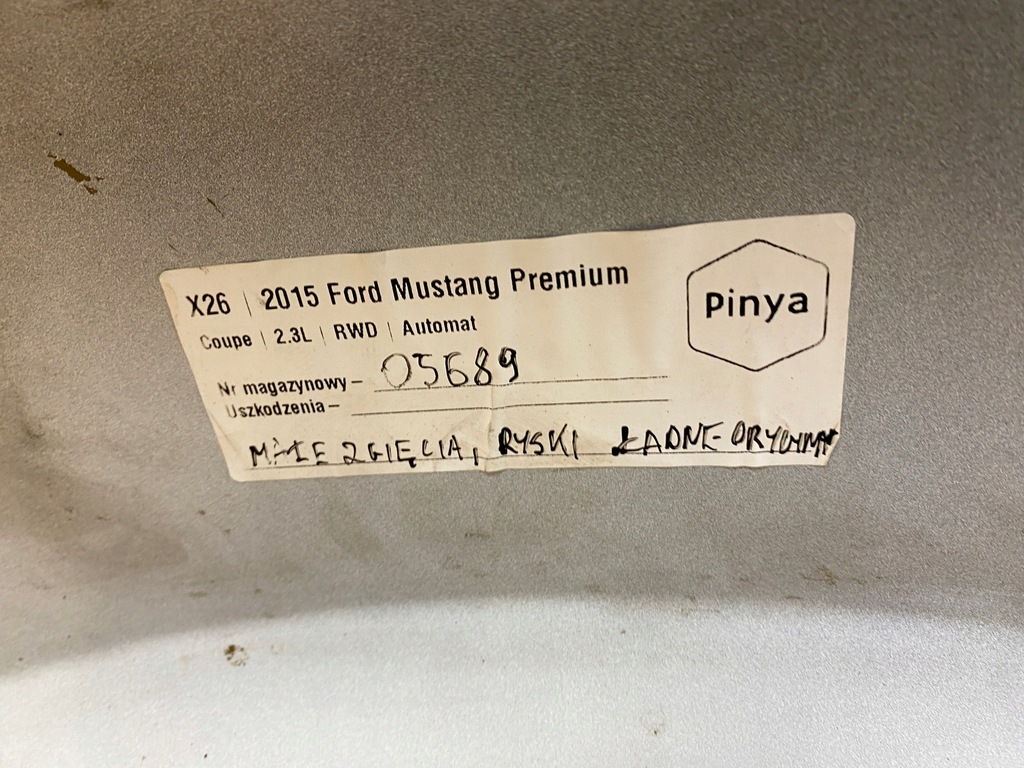 X26 | 2015 Ford Mustang Premium
Coupe | 2.3L | RWD | Automat
Nr magazynowy – 05689
Uszkodzenia –
MAŁE ZGIĘCIA, RYSKI ŁADNE-ORYGINAŁ
Pinya